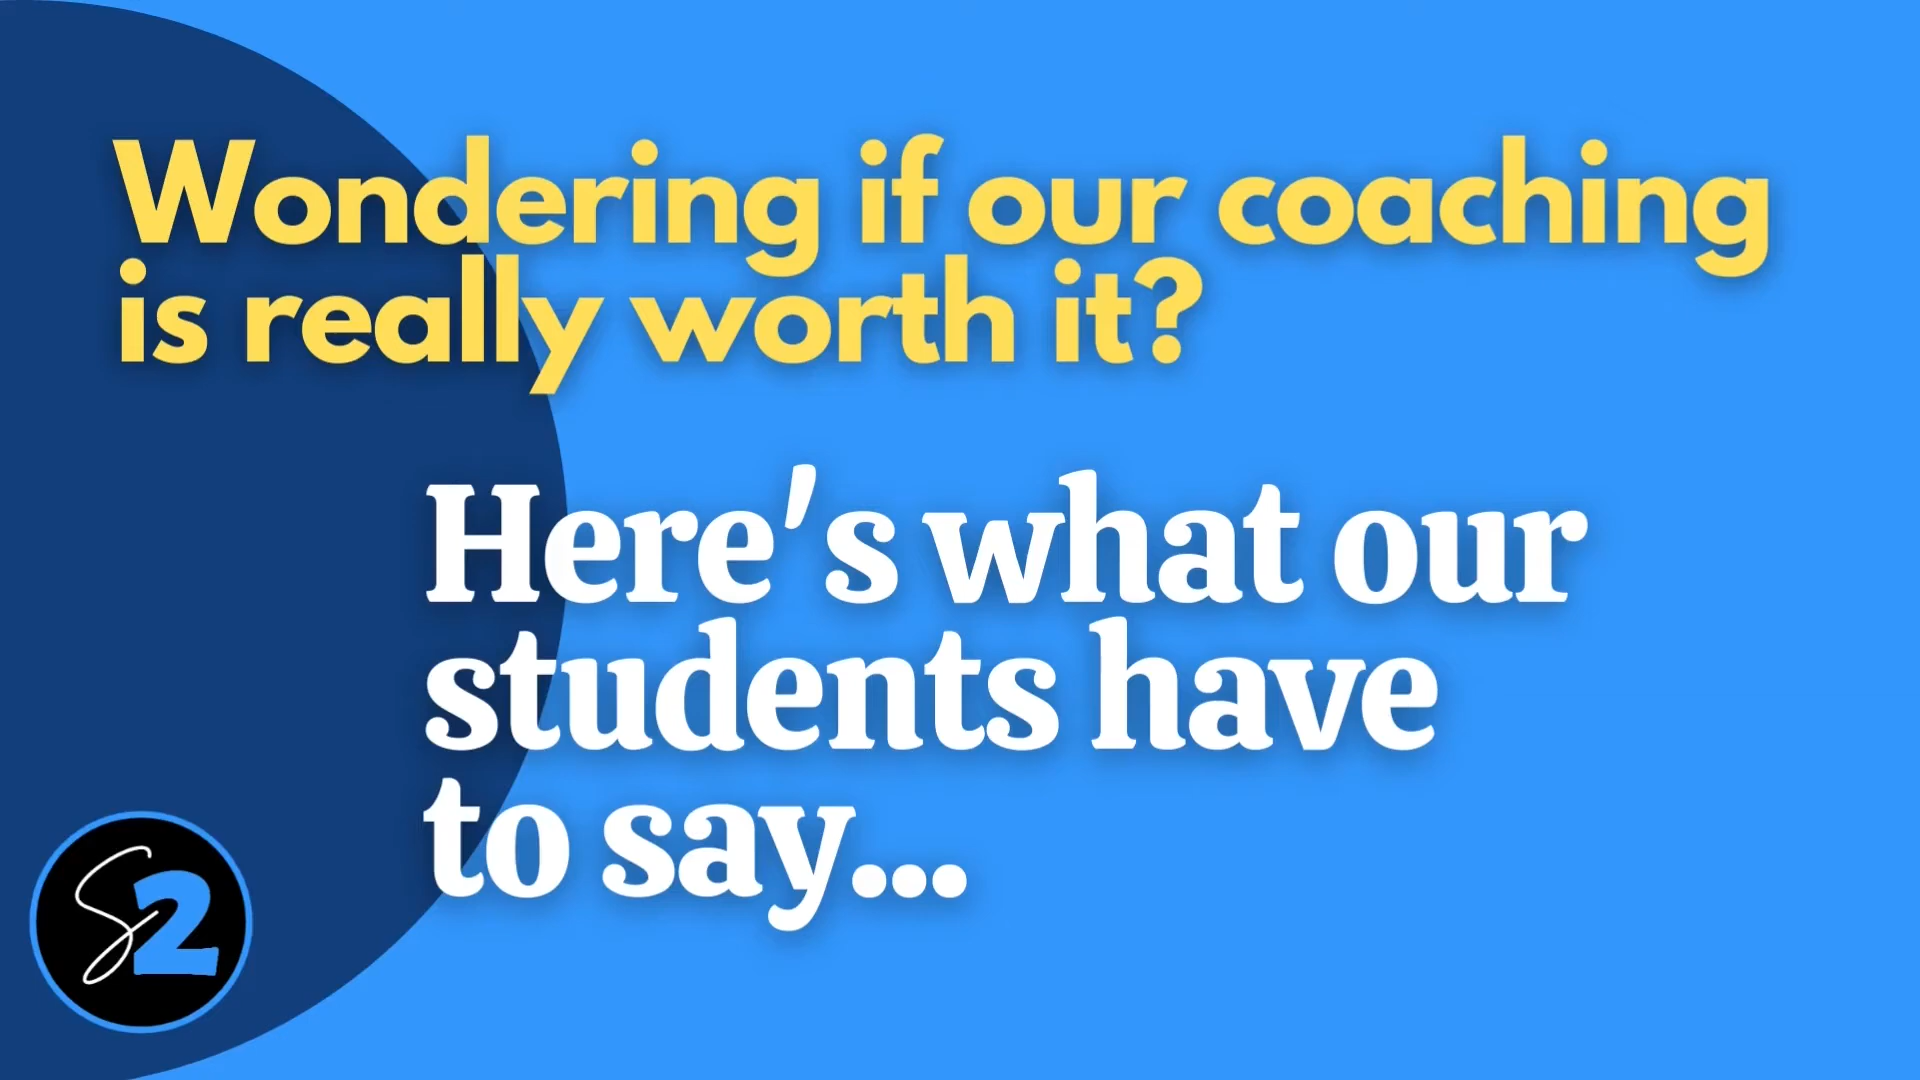 Wondering if our coaching
is really worth it?
Here's what our
students have
to say...
S2